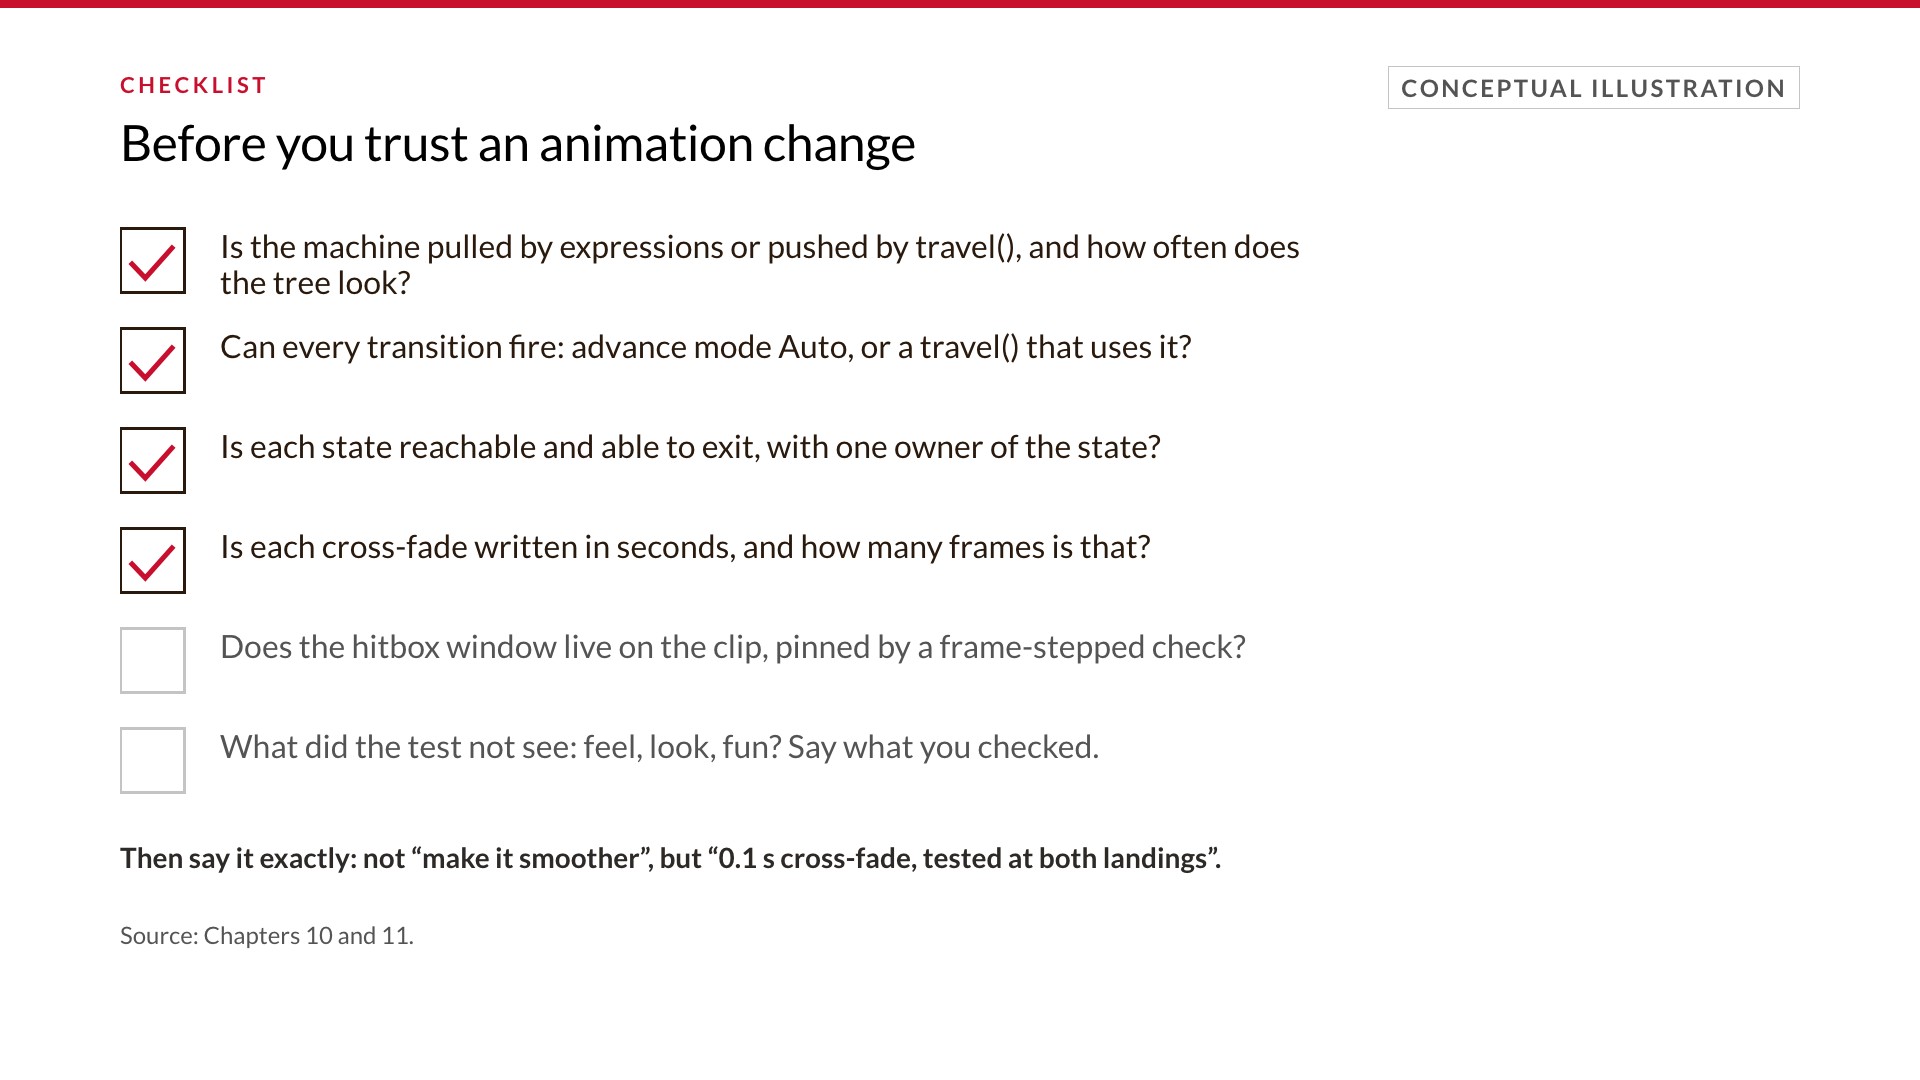 CHECKLIST
CONCEPTUAL ILLUSTRATION
Before you trust an animation change
Is the machine pulled by expressions or pushed by travel(), and how often does
the tree look?
Can every transition fire: advance mode Auto, or a travel() that uses it?
Is each state reachable and able to exit, with one owner of the state?
Is each cross-fade written in seconds, and how many frames is that?
Does the hitbox window live on the clip, pinned by a frame-stepped check?
What did the test not see: feel, look, fun? Say what you checked.
Then say it exactly: not “make it smoother”, but “0.1 s cross-fade, tested at both landings”.
Source: Chapters 10 and 11.